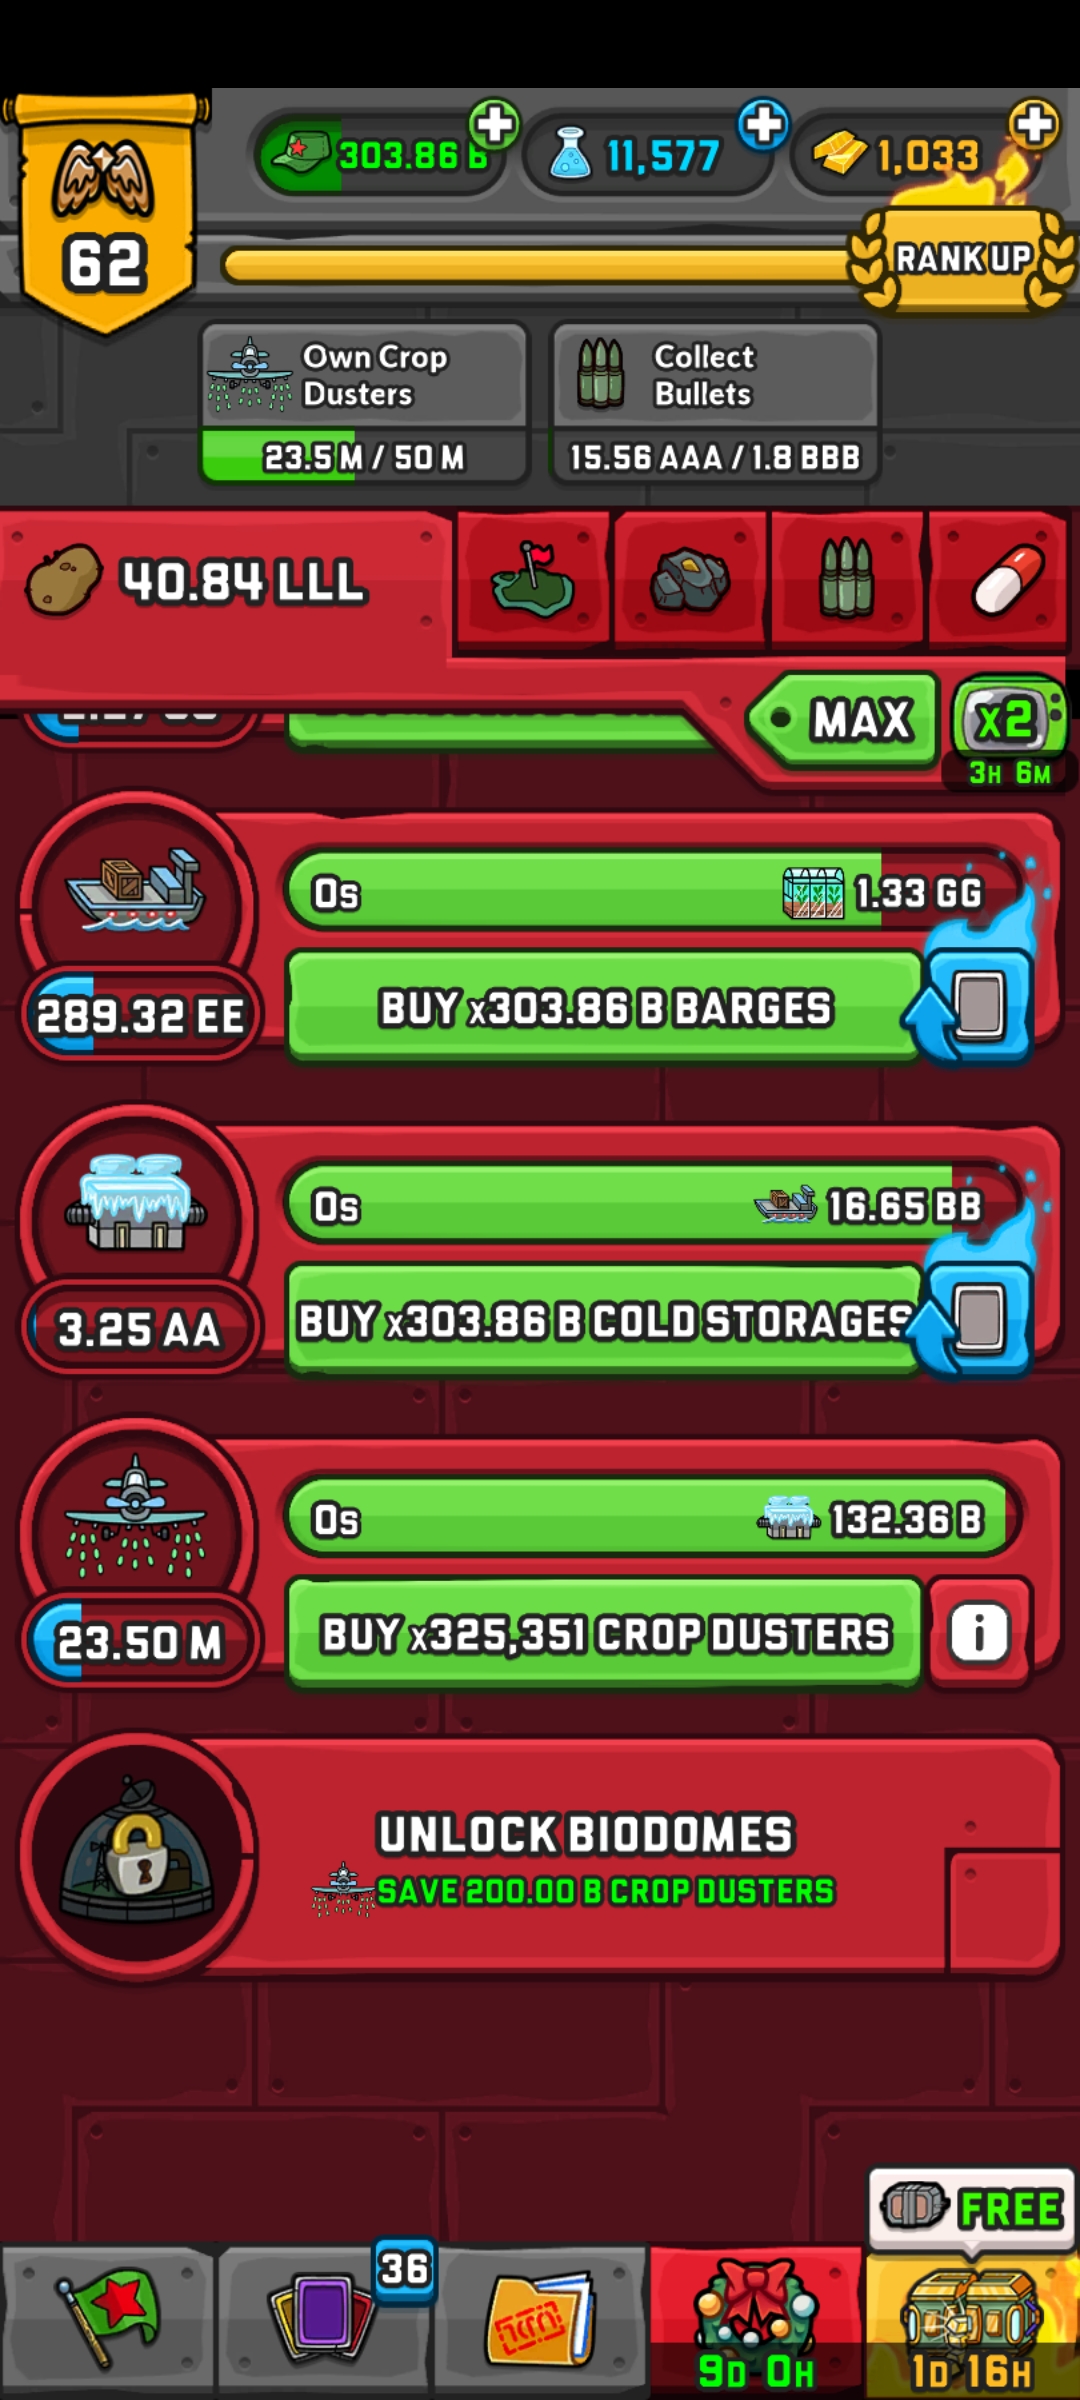 62
303.86 B
11,577
1,033
RANK UP
Own Crop
Dusters
23.5 M / 50 M
Collect
Bullets
15.56 AAA / 1.8 BBB
40.84 LLL
MAX
x2
3H 6M
0s
1.33 GG
289.32 EE
BUY x303.86 B BARGES
0s
16.65 BB
3.25 AA
BUY x303.86 B COLD STORAGES
0s
132.36 B
23.50 M
BUY x325,351 CROP DUSTERS
i
UNLOCK BIODOMES
SAVE 200.00 B CROP DUSTERS
FREE
36
9D 0H
1D 16H